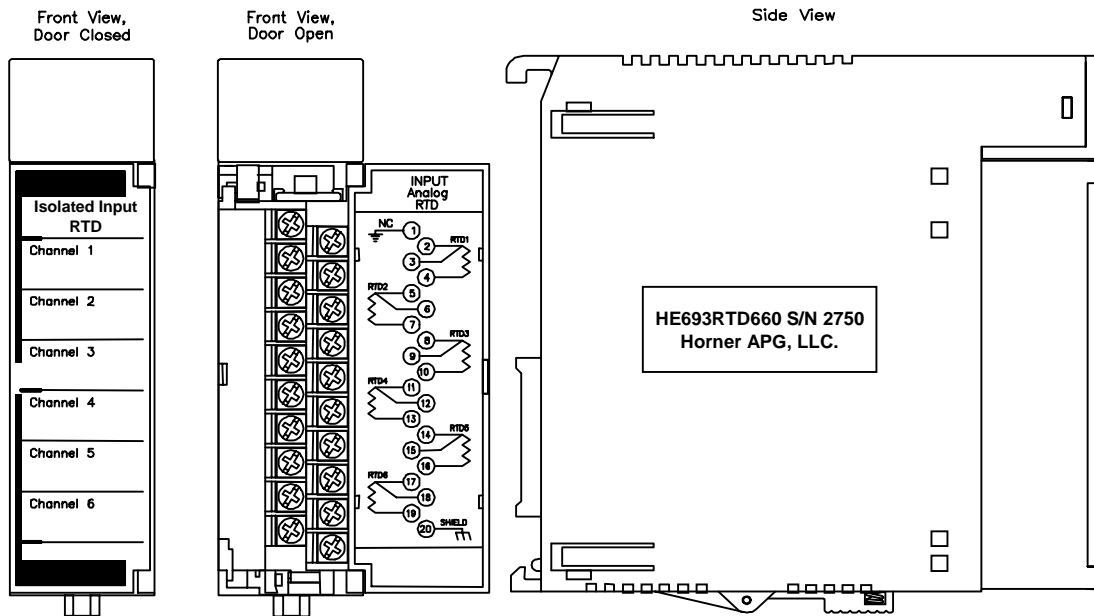 Front View,
Door Closed
Front View,
Door Open
Side View
Isolated Input
RTD
Channel 1
Channel 2
Channel 3
Channel 4
Channel 5
Channel 6
INPUT
Analog
RTD
NC 1
2 RTD1
3
4
RTD2 5
6
7
8 RTD3
9
10
RTD4 11
12
13
14 RTD5
15
16
RTD6 17
18
19
20 SHIELD
HE693RTD660 S/N 2750
Horner APG, LLC.